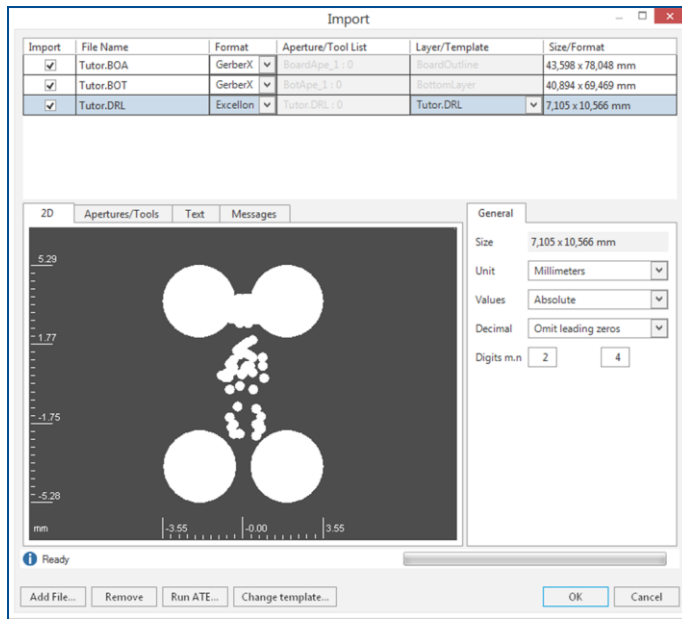 Import
Import File Name Format Aperture/Tool List Layer/Template Size/Format
Tutor.BOA GerberX BoardApe_1 : 0 BoardOutline 43,598 x 78,048 mm
Tutor.BOT GerberX BotApe_1 : 0 BottomLayer 40,894 x 69,469 mm
Tutor.DRL Excellon Tutor.DRL : 0 Tutor.DRL 7,105 x 10,566 mm
2D Apertures/Tools Text Messages General
Size 7,105 x 10,566 mm
5.29
Unit Millimeters
Values Absolute
Decimal Omit leading zeros
1.77
Digits m.n 2 4
-1.75
-5.28
mm -3.55 -0.00 3.55
Ready
Add File... Remove Run ATE... Change template... OK Cancel